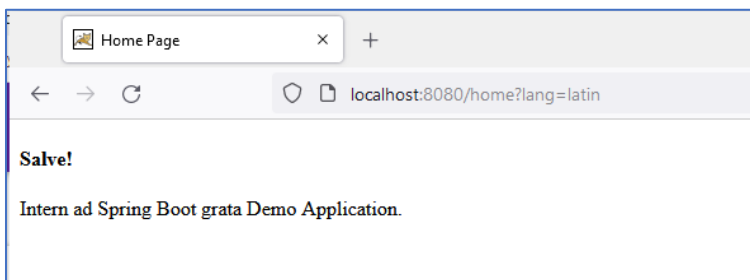 Home Page
localhost:8080/home?lang=latin
Salve!
Intern ad Spring Boot grata Demo Application.